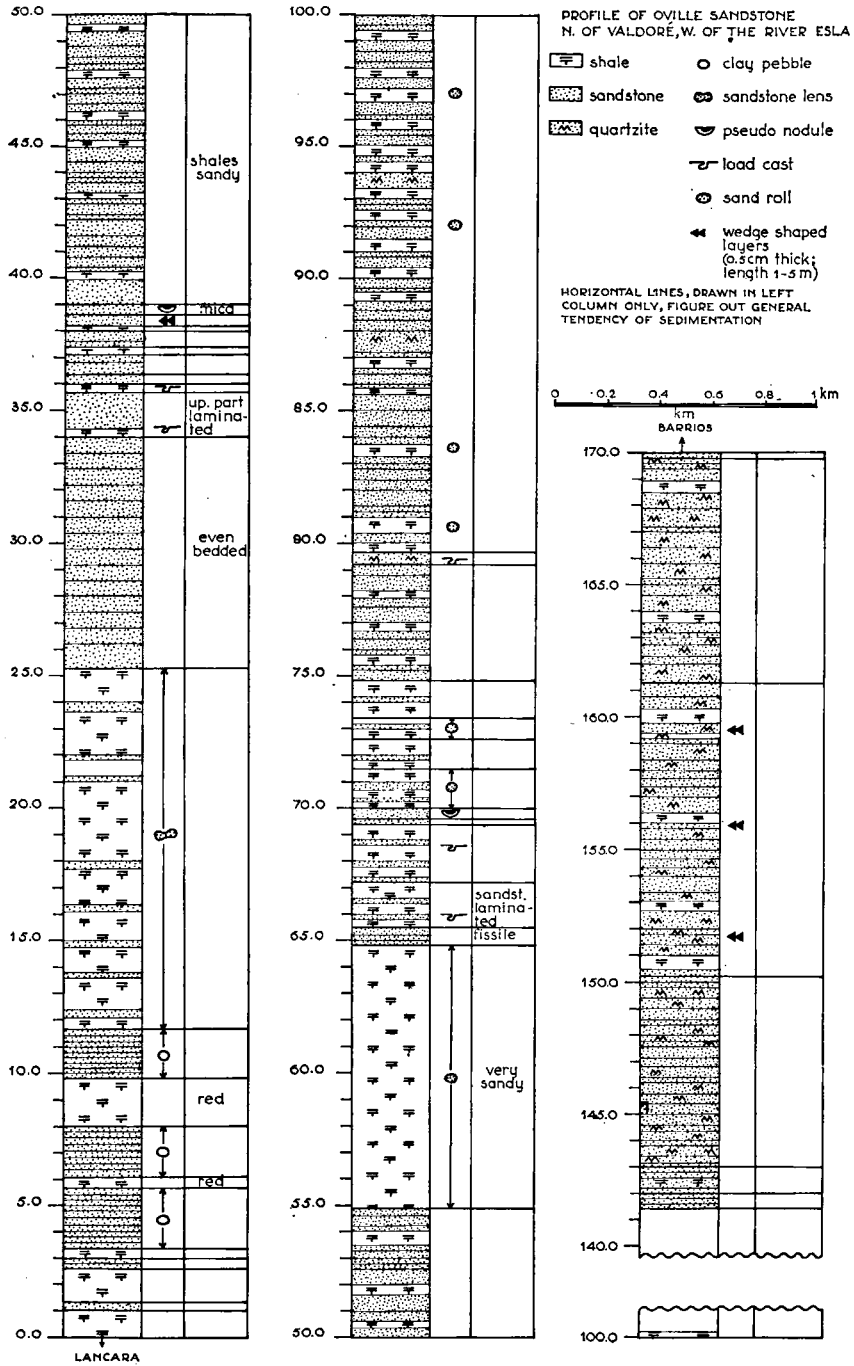 50.0
45.0
40.0
35.0
30.0
25.0
20.0
15.0
10.0
5.0
0.0
shales
sandy
mica
up. part
lamina-
ted
even
bedded
red
red
LANCARA
100.0
95.0
90.0
85.0
80.0
75.0
70.0
65.0
60.0
55.0
50.0
sandst.
lamina-
ted
fissile
very
sandy
PROFILE OF OVILLE SANDSTONE
N. OF VALDORÉ, W. OF THE RIVER ESLA
shale
sandstone
quartzite
clay pebble
sandstone lens
pseudo nodule
load cast
sand roll
wedge shaped
layers
(0.5cm thick;
length 1-5 m)
HORIZONTAL LINES, DRAWN IN LEFT
COLUMN ONLY, FIGURE OUT GENERAL
TENDENCY OF SEDIMENTATION
0 0.4 0.6 0.8 1 km
km
BARRIOS
170.0
165.0
160.0
155.0
150.0
145.0
140.0
100.0